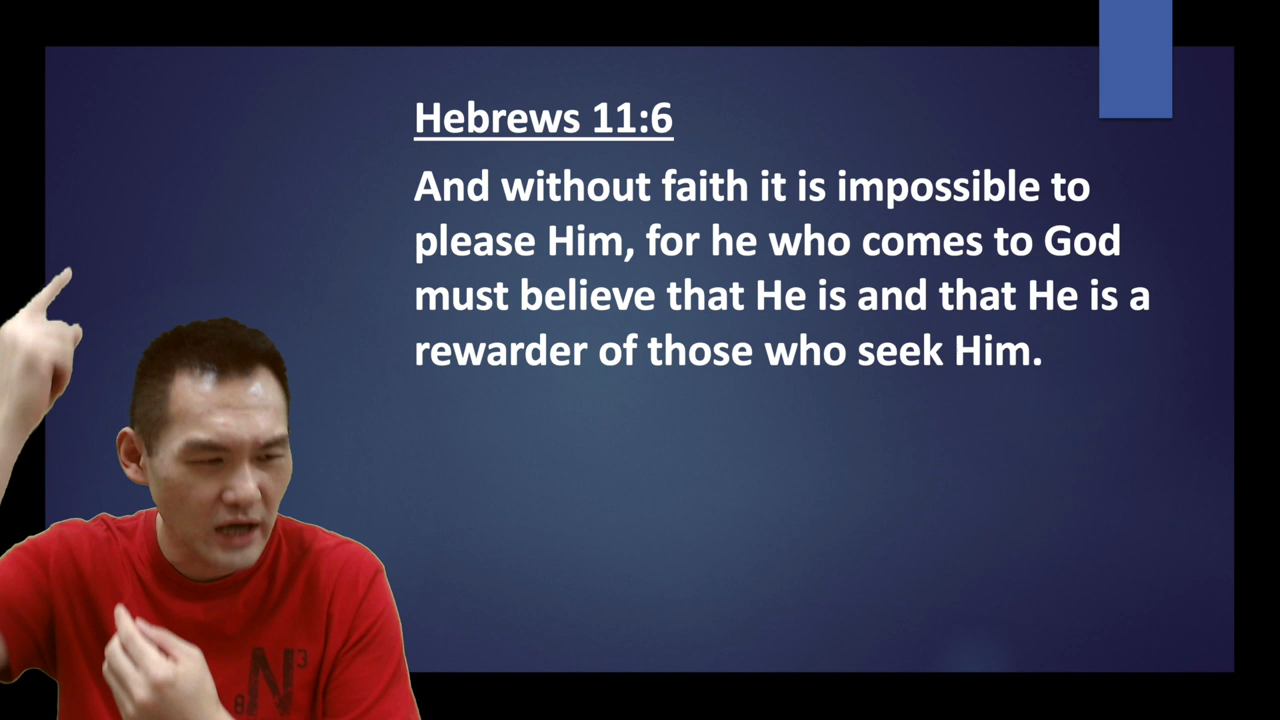 Hebrews 11:6
And without faith it is impossible to
please Him, for he who comes to God
must believe that He is and that He is a
rewarder of those who seek Him.
8N3